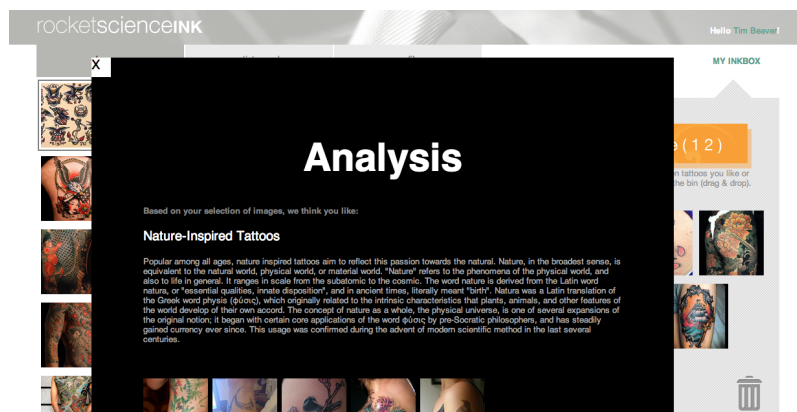 rocketscienceINK
Hello Tim Beaver!
MY INKBOX
X
Analysis
(12)
n tattoos you like or
the bin (drag & drop).
Based on your selection of images, we think you like:
Nature-Inspired Tattoos
Popular among all ages, nature inspired tattoos aim to reflect this passion towards the natural. Nature, in the broadest sense, is
equivalent to the natural world, physical world, or material world. "Nature" refers to the phenomena of the physical world, and
also to life in general. It ranges in scale from the subatomic to the cosmic. The word nature is derived from the Latin word
natura, or "essential qualities, innate disposition", and in ancient times, literally meant "birth". Natura was a Latin translation of
the Greek word physis (φύσις), which originally related to the intrinsic characteristics that plants, animals, and other features of
the world develop of their own accord. The concept of nature as a whole, the physical universe, is one of several expansions of
the original notion; it began with certain core applications of the word φύσις by pre-Socratic philosophers, and has steadily
gained currency ever since. This usage was confirmed during the advent of modern scientific method in the last several
centuries.